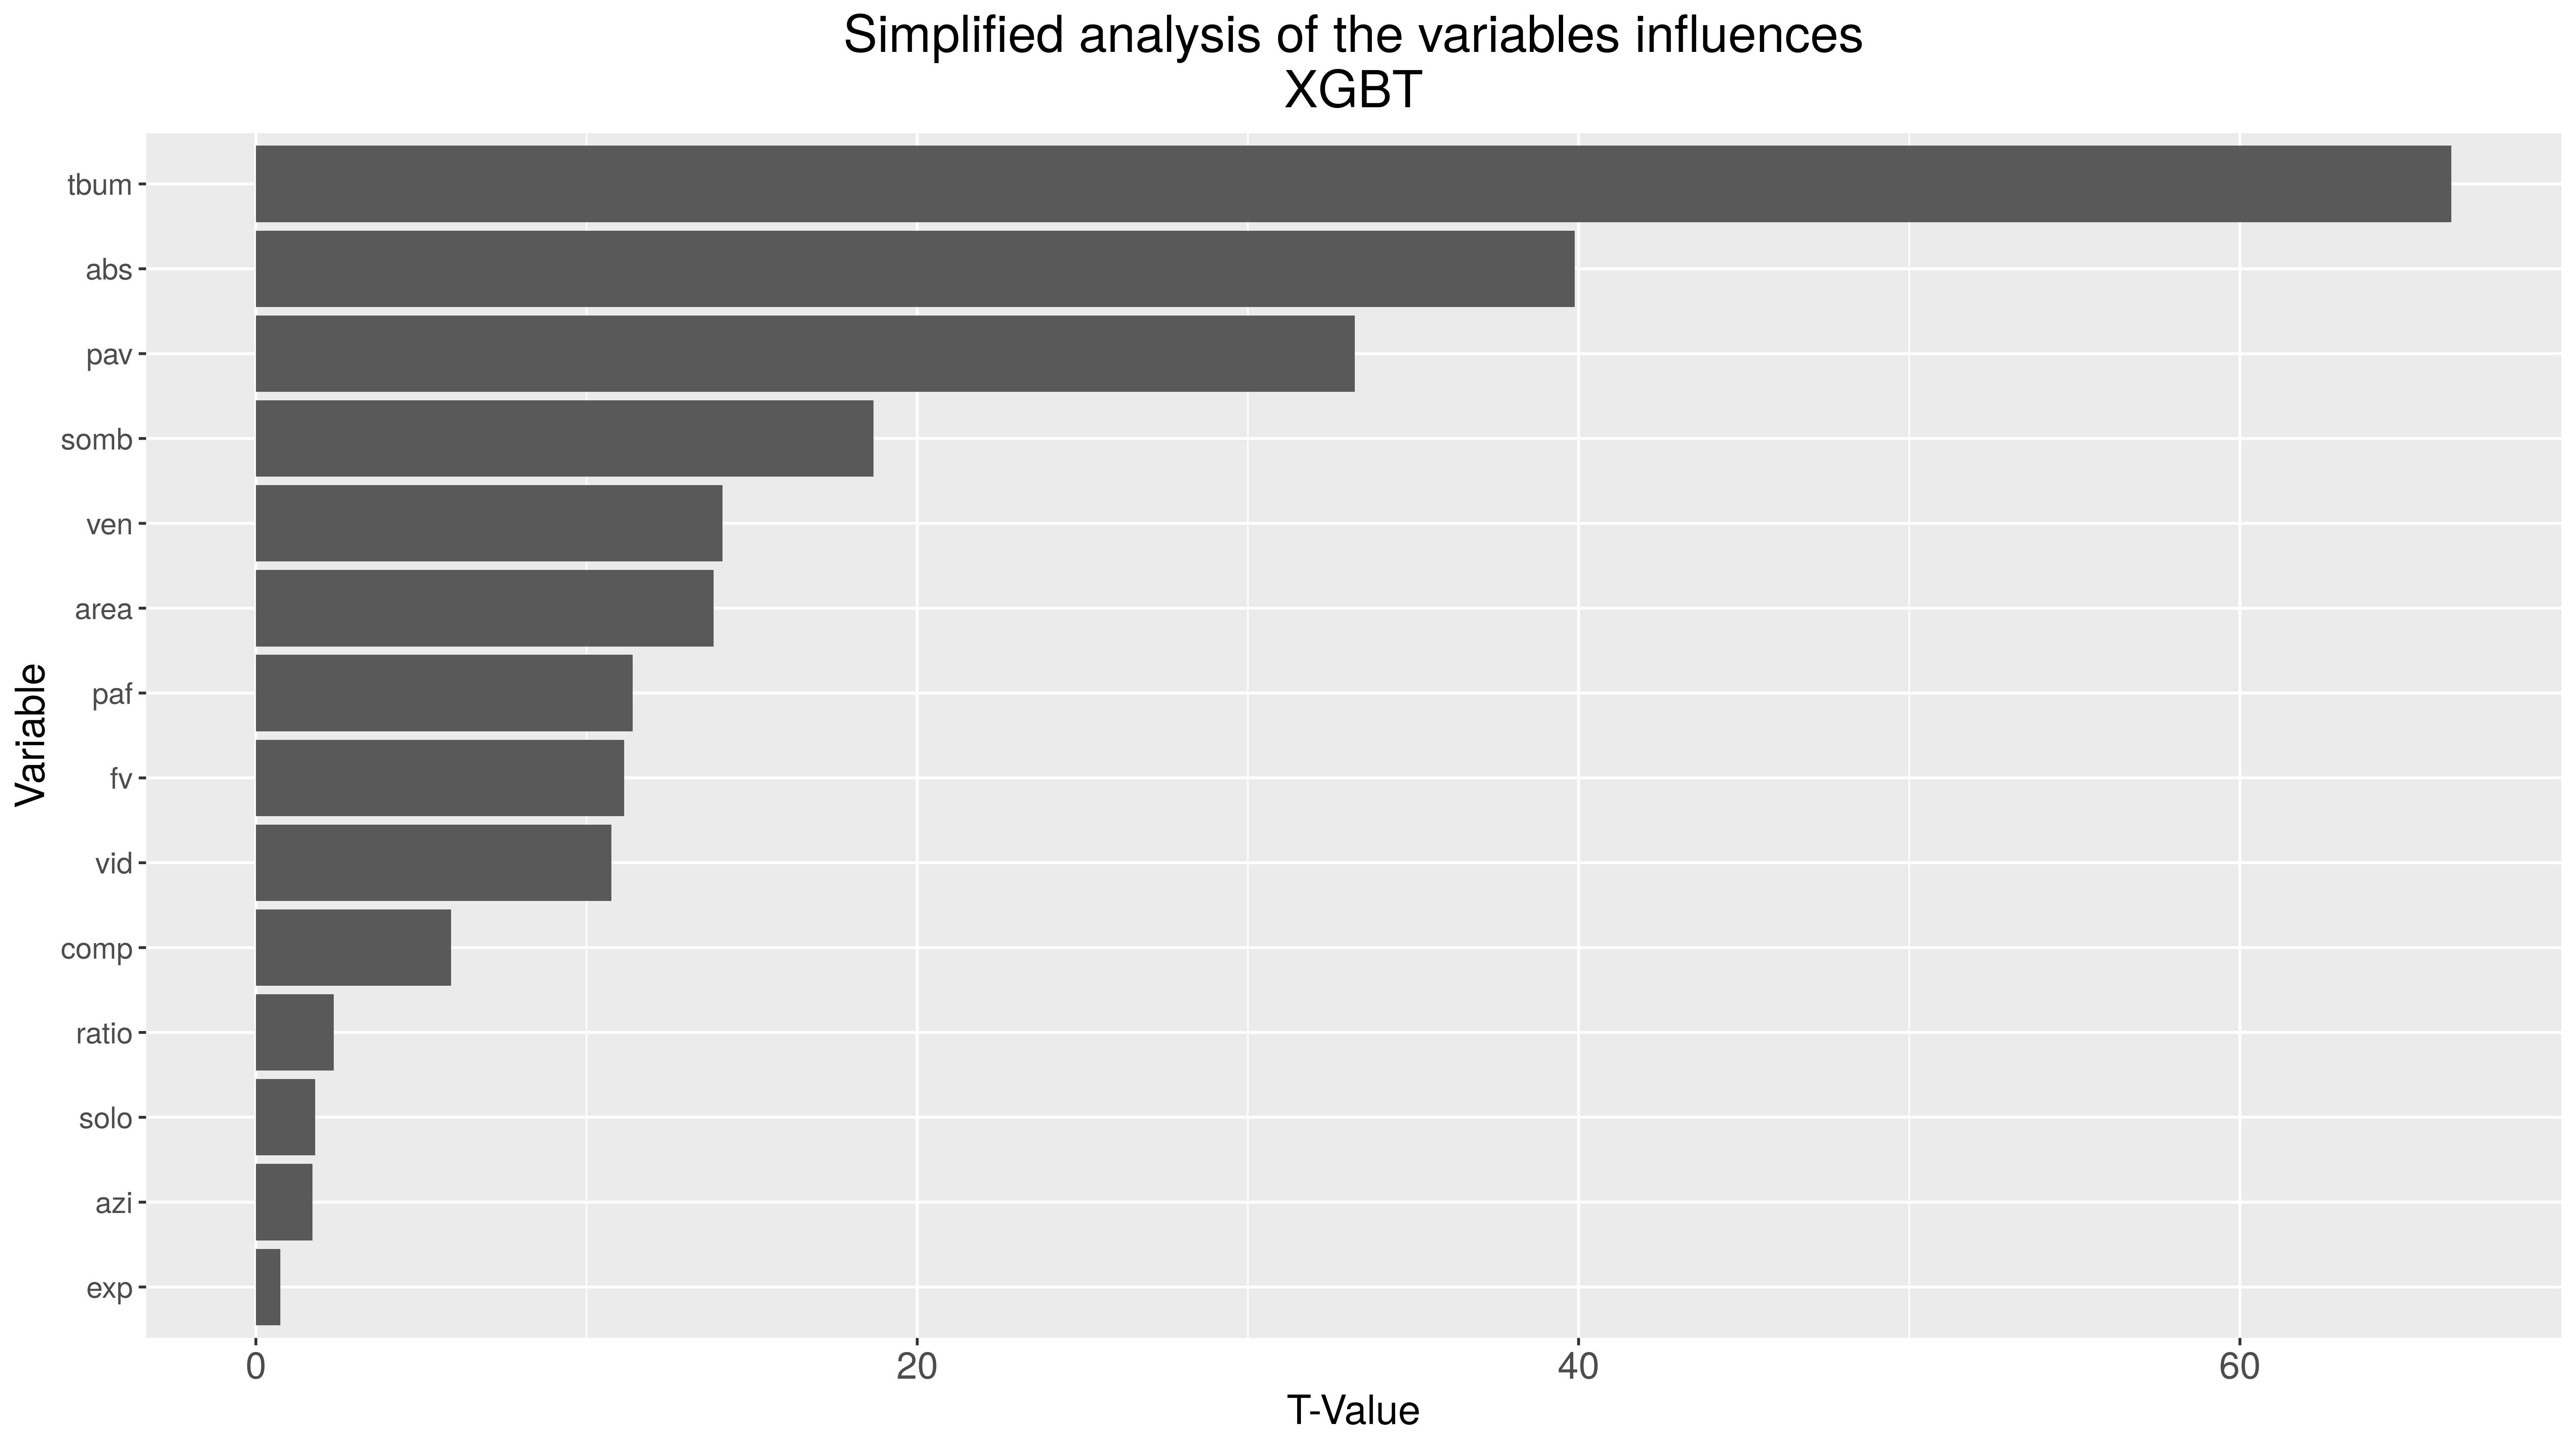 Simplified analysis of the variables influences
XGBT
Variable
tbum
abs
pav
somb
ven
area
paf
fv
vid
comp
ratio
solo
azi
exp
0 20 40 60
T-Value